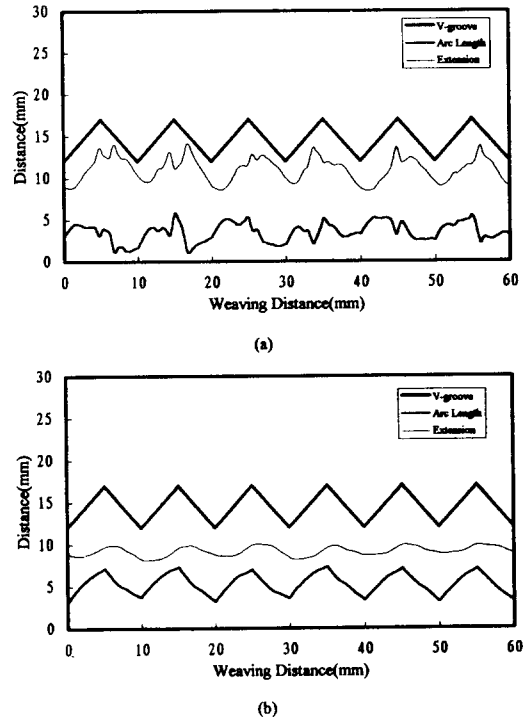 30
25
20
15
10
5
0
Distance(mm)
V-groove
Arc Length
Extension
0 10 20 30 40 50 60
Weaving Distance(mm)
(a)
30
25
20
15
10
5
0
Distance(mm)
V-groove
Arc Length
Extension
0 10 20 30 40 50 60
Weaving Distance(mm)
(b)